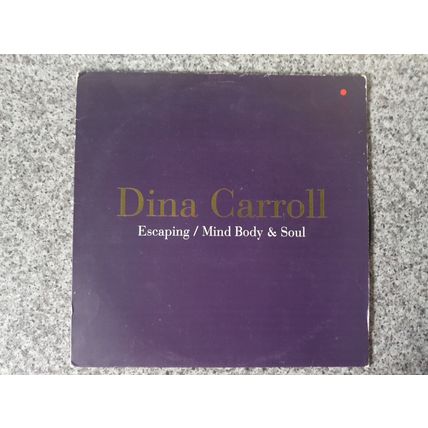 Dina Carroll
Escaping / Mind Body & Soul